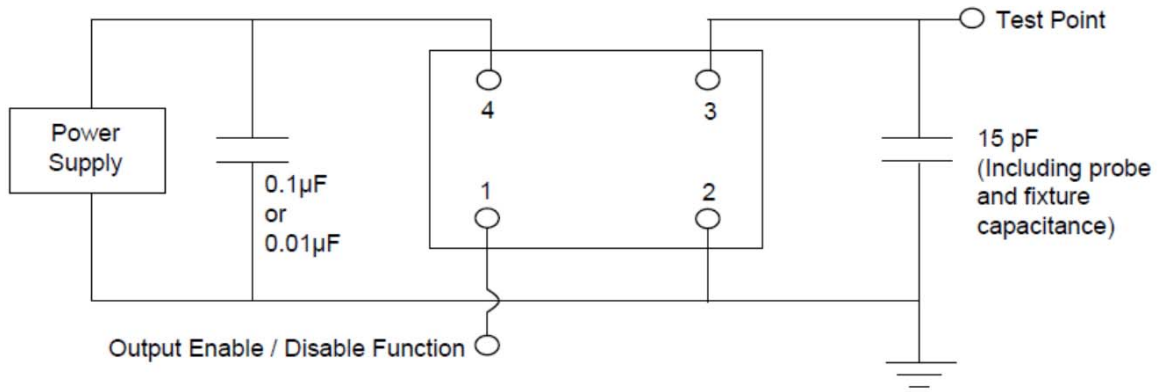 Test Point
4
3
Power
Supply
15 pF
(Including probe
and fixture
capacitance)
0.1µF
or
0.01µF
1
2
Output Enable / Disable Function